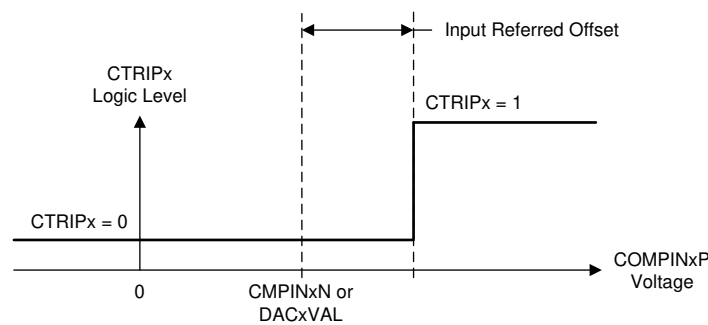 Input Referred Offset
CTRIPx
Logic Level
CTRIPx = 1
CTRIPx = 0
COMPINxP
Voltage
0
CMPINxN or
DACxVAL